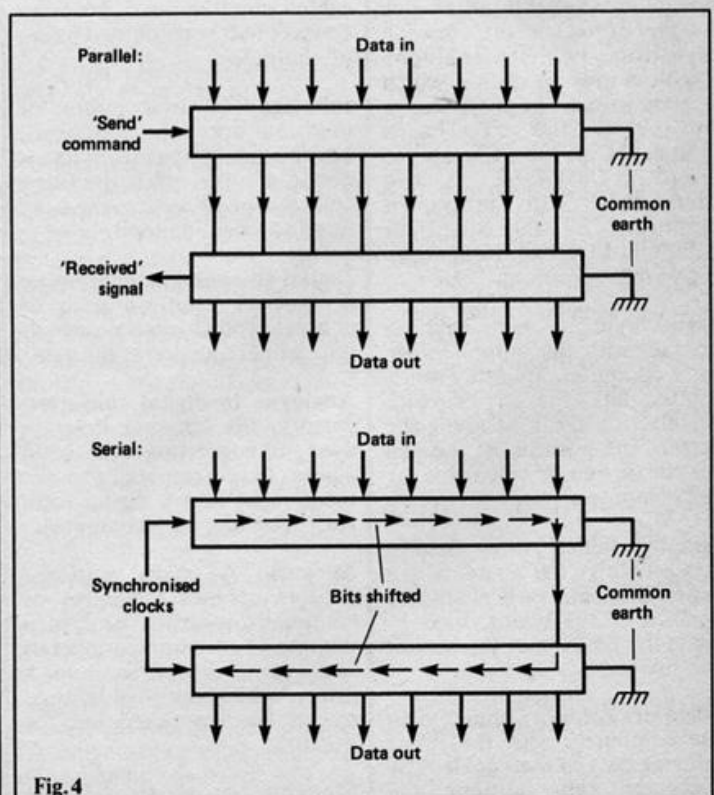 Parallel:
Data in
'Send'
command
Common
earth
'Received'
signal
Data out
Serial:
Data in
Synchronised
clocks
Bits shifted
Common
earth
Data out
Fig.4